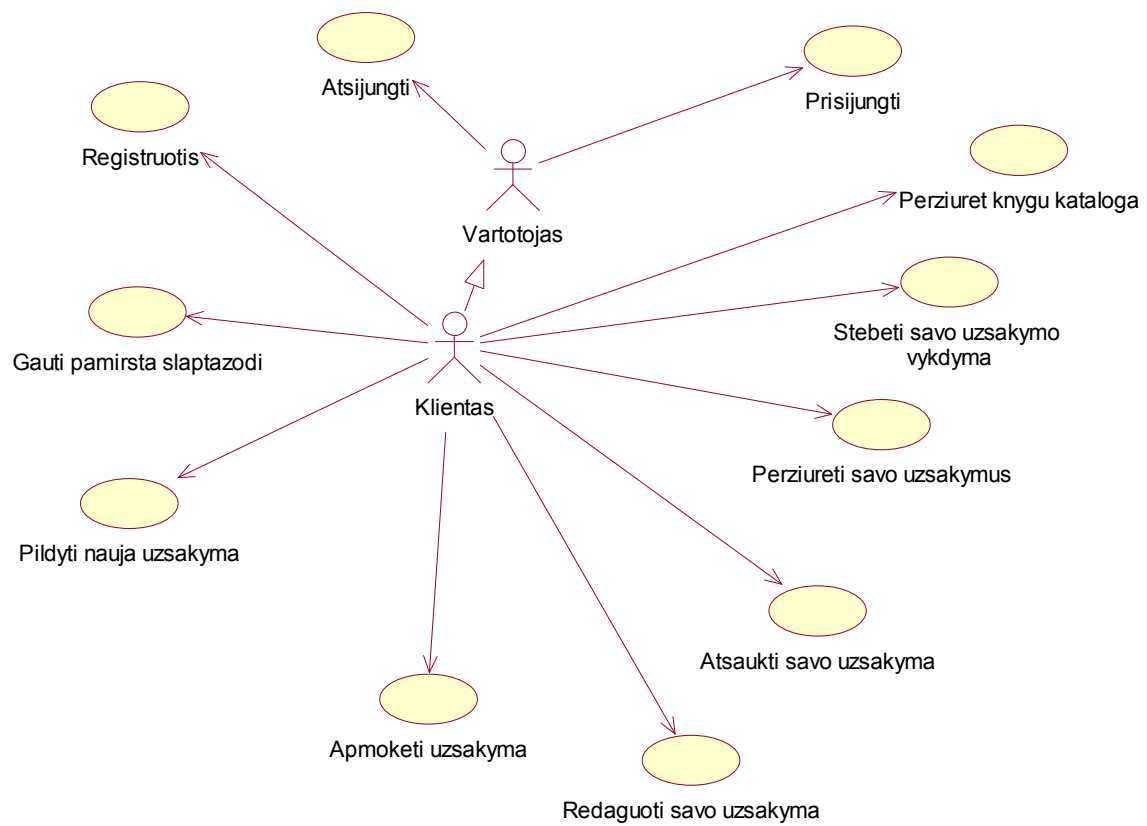 Atsijungti
Prisijungti
Registruotis
Perziuret knygu kataloga
Vartotojas
Stebeti savo uzsakymo
vykdyma
Gauti pamirsta slaptazodi
Klientas
Perziureti savo uzsakymus
Pildyti nauja uzsakyma
Atsaukti savo uzsakyma
Apmoketi uzsakyma
Redaguoti savo uzsakyma